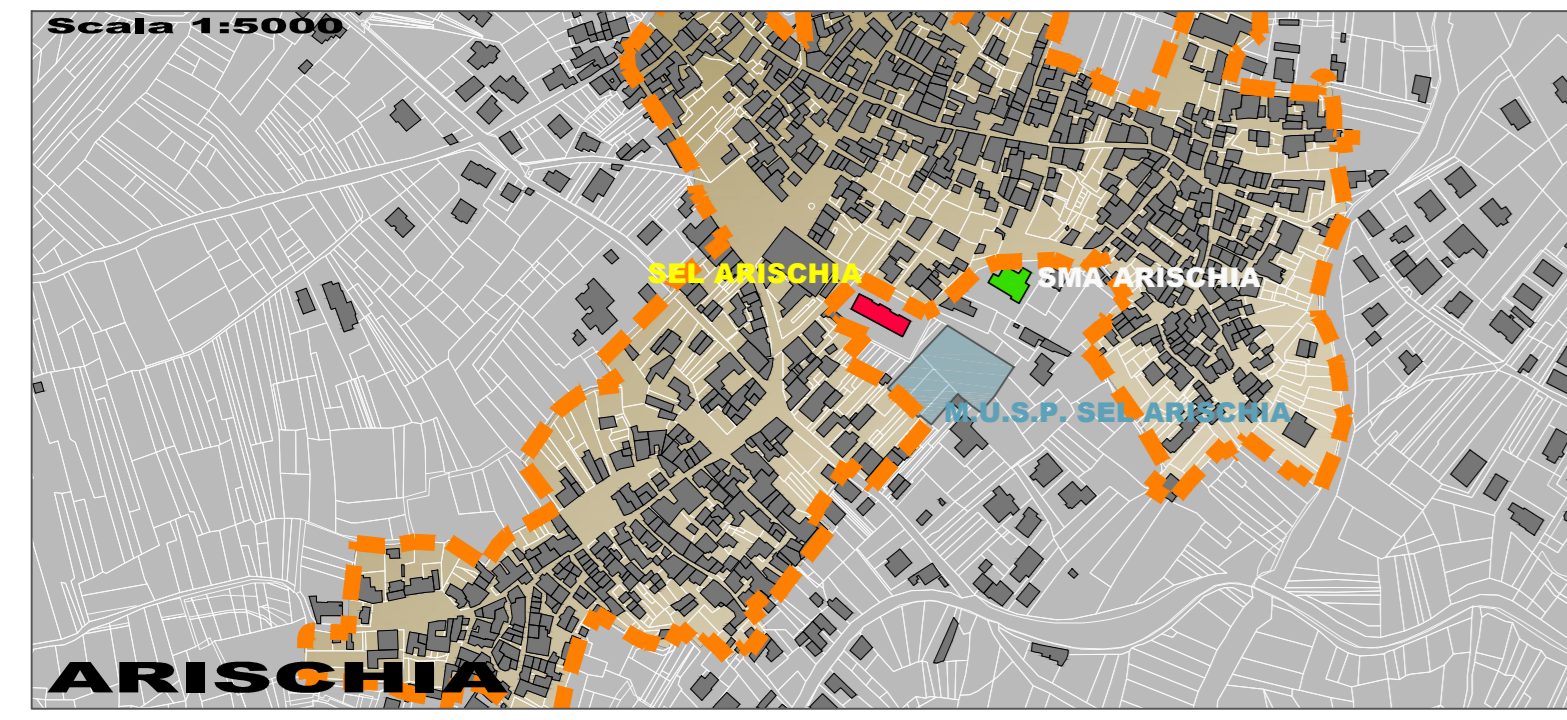 Scala 1:5000
SEL ARISCHIA
SMA ARISCHIA
M.U.S.P. SEL ARISCHIA
ARISCHIA